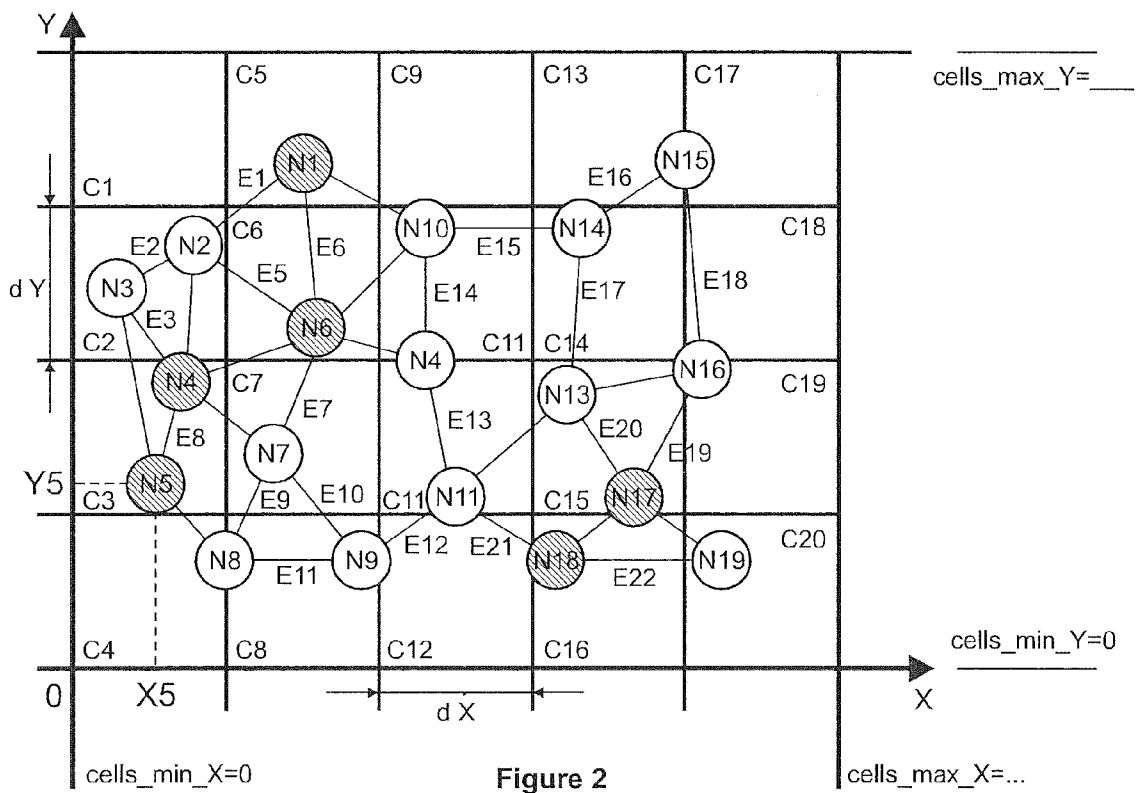 Y
C5 C9 C13 C17
cells_max_Y=___
N1 N15
E1 E16
C1
C6 N10 N14 C18
E2 N2 E6 E15
d Y N3 E5 E14 E17 E18
E3 N6
C2 N4 C11 C14
N4 C7 N16 C19
N13
E7 E13 E20
E8 N7 E19
Y5 N5 E10 N11 N17
C3 E9 C11 C15
E12 E21 C20
N8 N9 N18 N19
E11 E22
C4 C8 C12 C16 cells_min_Y=0
0 X5 d X X
cells_min_X=0 Figure 2 cells_max_X=...